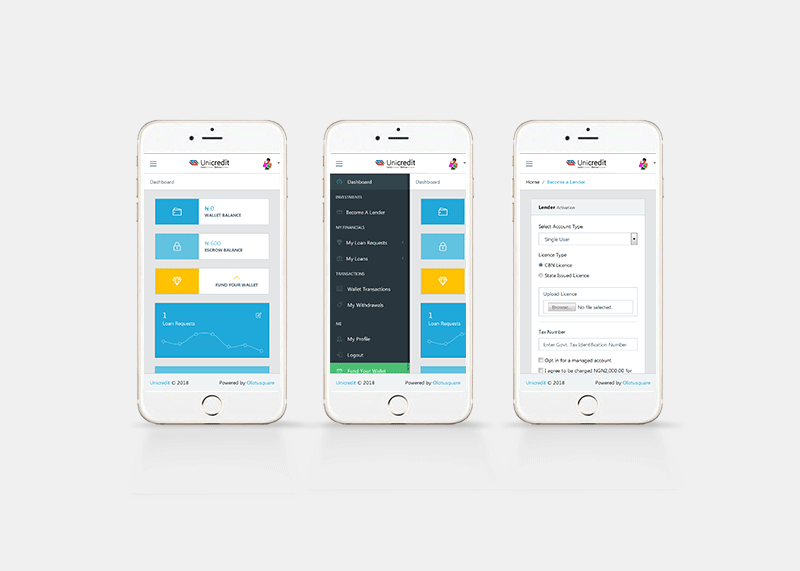 Unicredit
Dashboard
₦ 0
WALLET BALANCE
₦ 600
ESCROW BALANCE
FUND YOUR WALLET
1
Loan Requests
Unicredit © 2018
Powered by Olotusquare
Unicredit
Dashboard
Dashboard
INVESTMENTS
Become A Lender
MY FINANCIALS
My Loan Requests
My Loans
TRANSACTIONS
Wallet Transactions
My Withdrawals
ME
My Profile
Logout
Fund Your Wallet
Unicredit © 2018
Powered by Olotusquare
Unicredit
Home / Become a Lender
Lender Activation
Select Account Type
Single User
Licence Type
CBN Licence
State Issued Licence
Upload Licence
Browse... No file selected.
Tax Number
Enter Govt. Tax Identification Number
Opt in for a managed account
I agree to be charged NGN2,000.00 for
Unicredit © 2018
Powered by Olotusquare